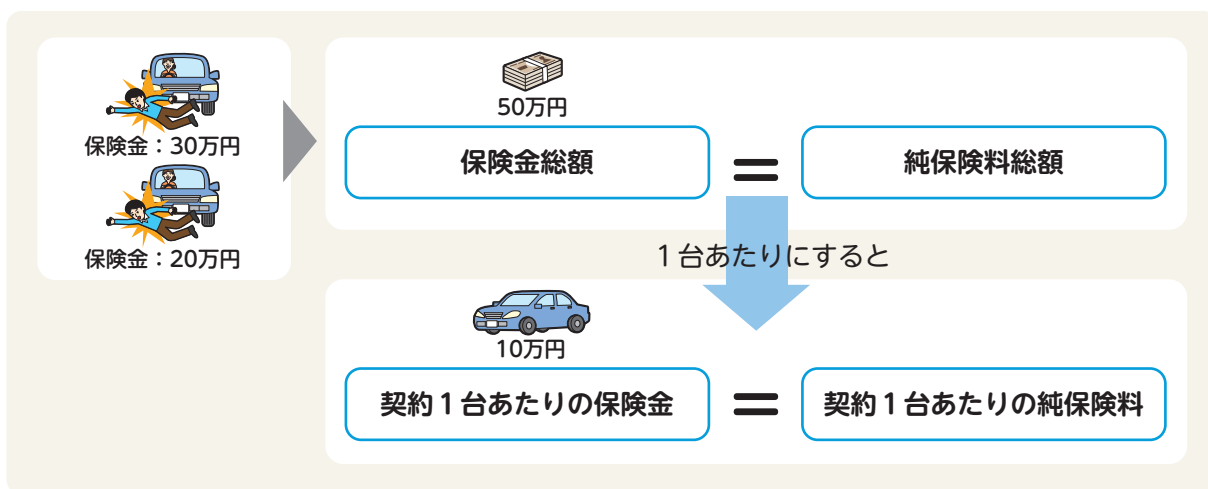 保険金：30万円
保険金：20万円
50万円
保険金総額 = 純保険料総額
１台あたりにすると
10万円
契約１台あたりの保険金 = 契約１台あたりの純保険料